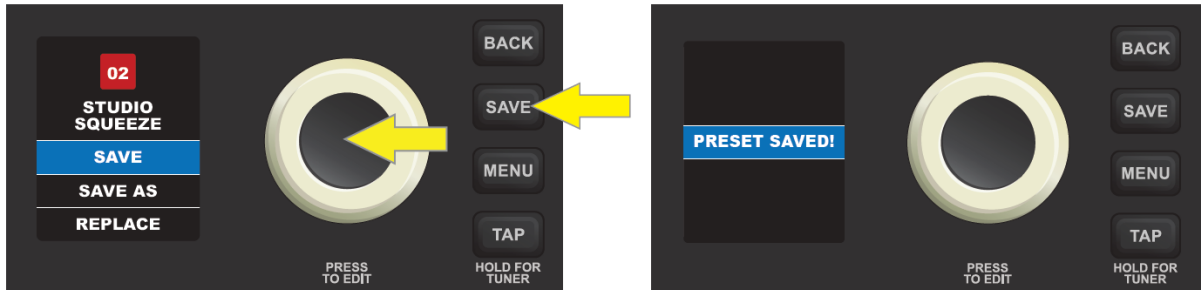 02
STUDIO
SQUEEZE
SAVE
SAVE AS
REPLACE
BACK
SAVE
MENU
TAP
PRESS
TO EDIT
HOLD FOR
TUNER
PRESET SAVED!
BACK
SAVE
MENU
TAP
PRESS
TO EDIT
HOLD FOR
TUNER